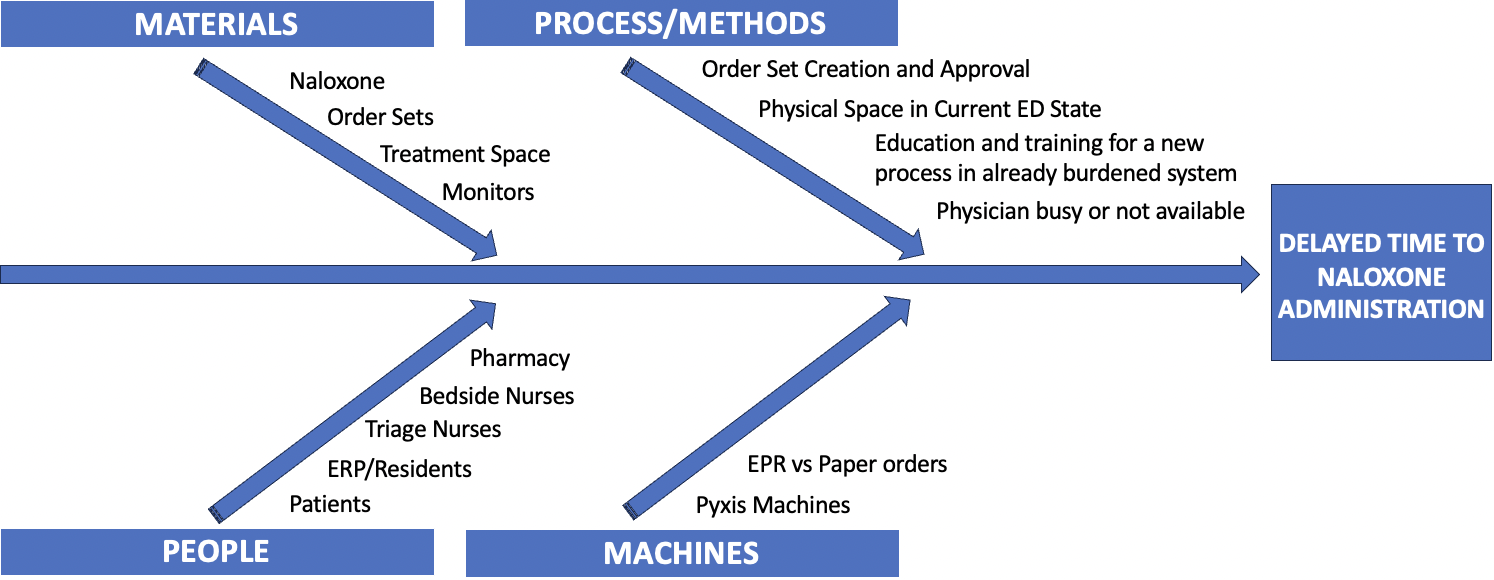 MATERIALS
PROCESS/METHODS
Naloxone
Order Sets
Treatment Space
Monitors
Order Set Creation and Approval
Physical Space in Current ED State
Education and training for a new
process in already burdened system
Physician busy or not available
DELAYED TIME TO
NALOXONE
ADMINISTRATION
Pharmacy
Bedside Nurses
Triage Nurses
ERP/Residents
Patients
EPR vs Paper orders
Pyxis Machines
PEOPLE
MACHINES